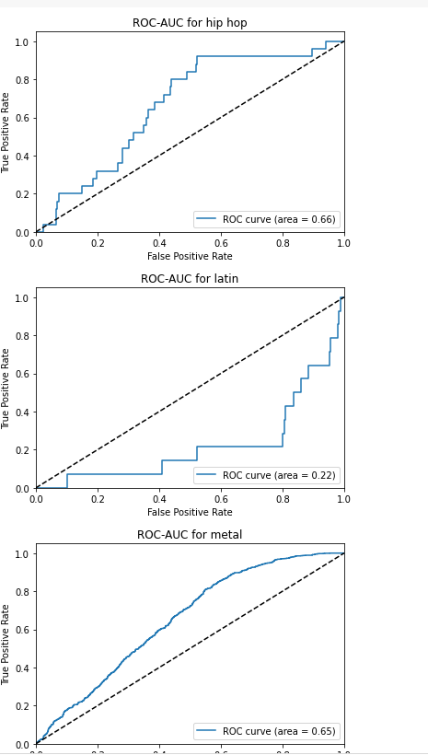 ROC-AUC for hip hop
1.0
0.8
0.6
0.4
0.2
0.0
True Positive Rate
ROC curve (area = 0.66)
0.0 0.2 0.4 0.6 0.8 1.0
False Positive Rate
ROC-AUC for latin
1.0
0.8
0.6
0.4
0.2
0.0
True Positive Rate
ROC curve (area = 0.22)
0.0 0.2 0.4 0.6 0.8 1.0
False Positive Rate
ROC-AUC for metal
1.0
0.8
0.6
0.4
0.2
0.0
True Positive Rate
ROC curve (area = 0.65)